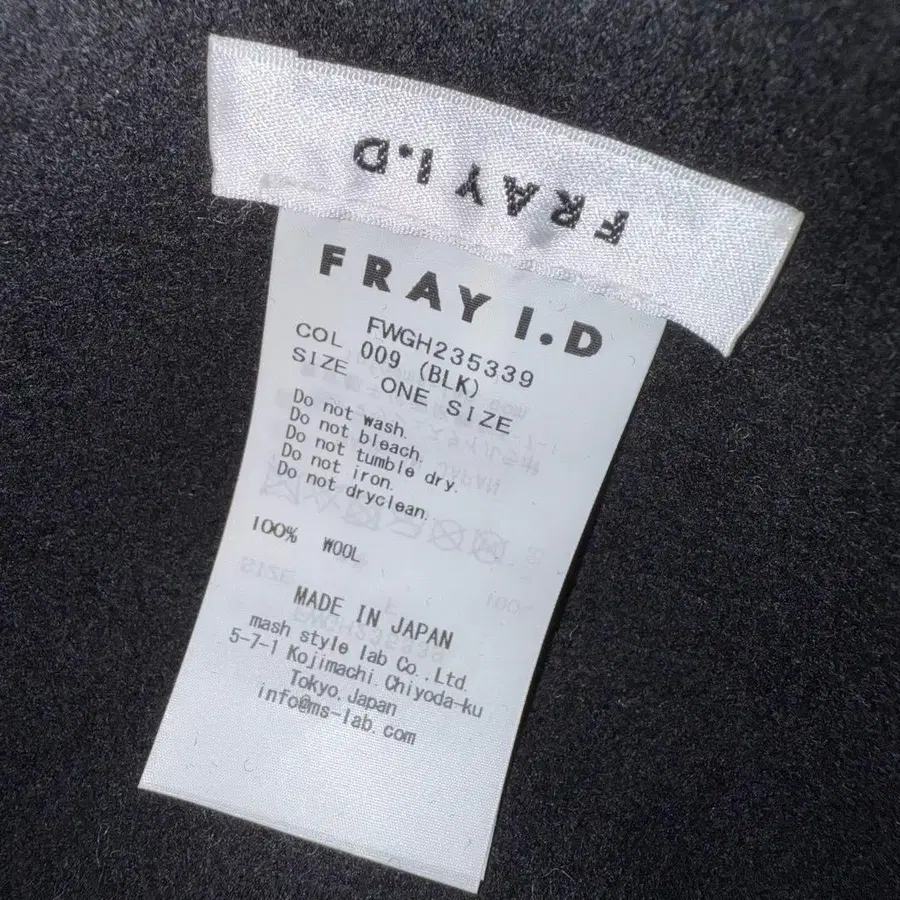 FRAY I.D
FRAY I.D
FWGH235339
COL 009 (BLK)
SIZE ONE SIZE
Do not wash.
Do not bleach.
Do not tumble dry.
Do not iron.
Do not dryclean.
100% WOOL
MADE IN JAPAN
mash style lab Co.,Ltd.
5-7-1 Kojimachi Chiyoda-ku
Tokyo,Japan
info@ms-lab.com